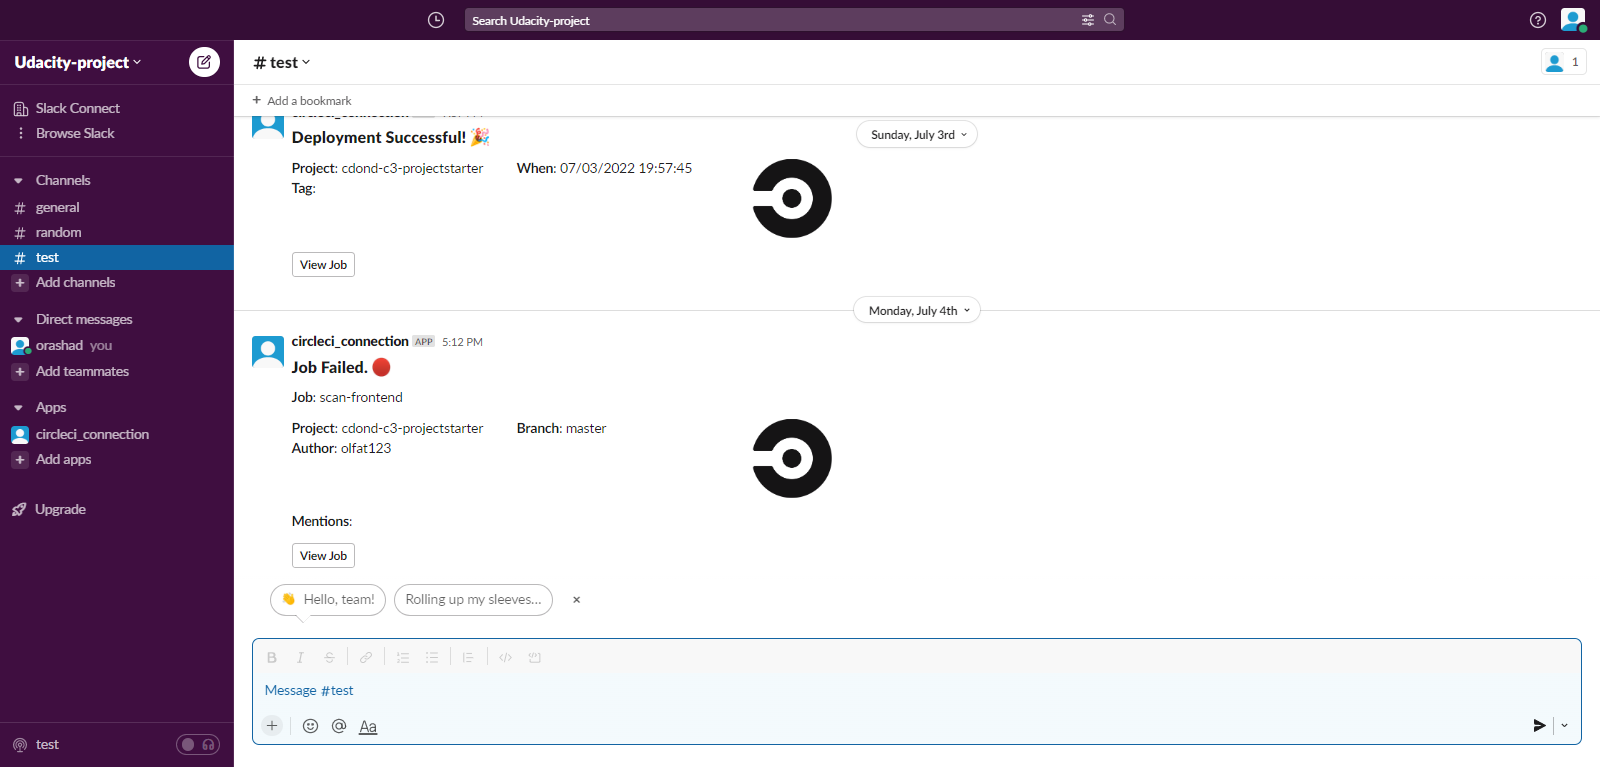 Search Udacity-project
Udacity-project
# test
1
+ Add a bookmark
Slack Connect
Browse Slack
Channels
# general
# random
# test
+ Add channels
Direct messages
orashad you
+ Add teammates
Apps
circleci_connection
+ Add apps
Upgrade
test
Sunday, July 3rd
Deployment Successful! 🎉
Project: cdond-c3-projectstarter When: 07/03/2022 19:57:45
Tag:
View Job
Monday, July 4th
circleci_connection APP 5:12 PM
Job Failed. 🔴
Job: scan-frontend
Project: cdond-c3-projectstarter Branch: master
Author: olfat123
Mentions:
View Job
👋 Hello, team! Rolling up my sleeves... ×
B I S
Message #test
+ @ Aa